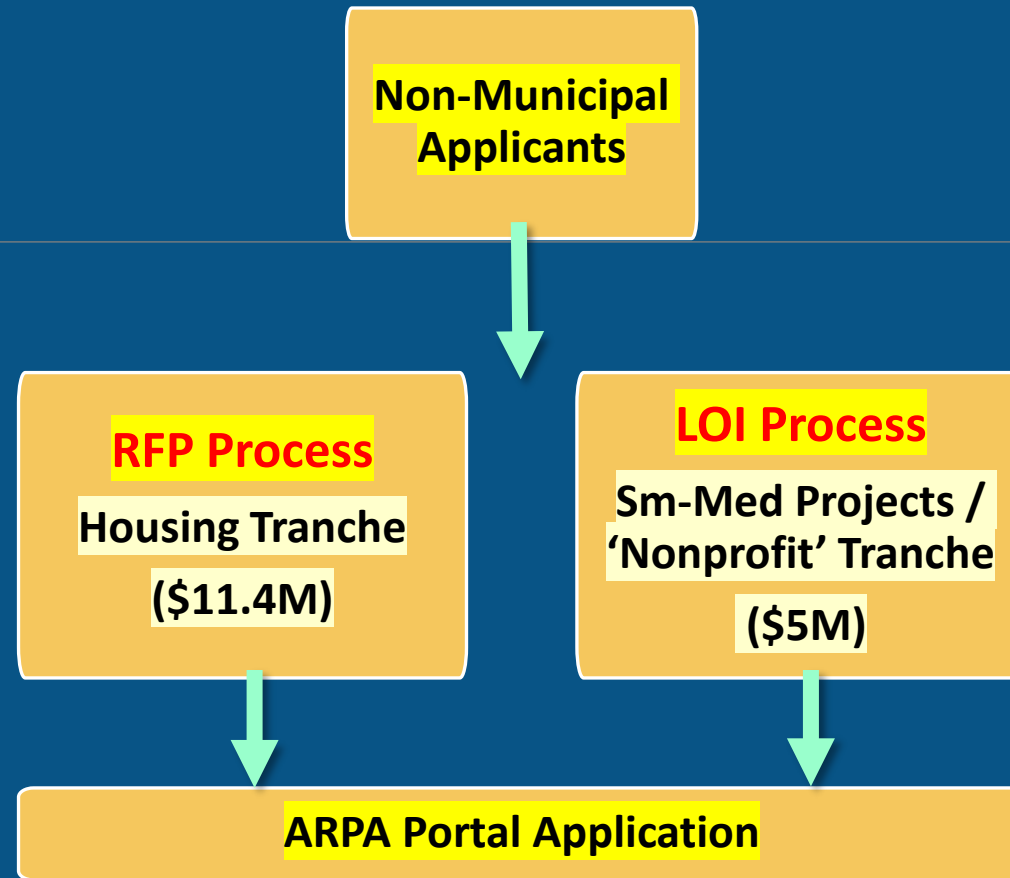 Non-Municipal
Applicants
RFP Process
Housing Tranche
($11.4M)
LOI Process
Sm-Med Projects /
‘Nonprofit’ Tranche
($5M)
ARPA Portal Application